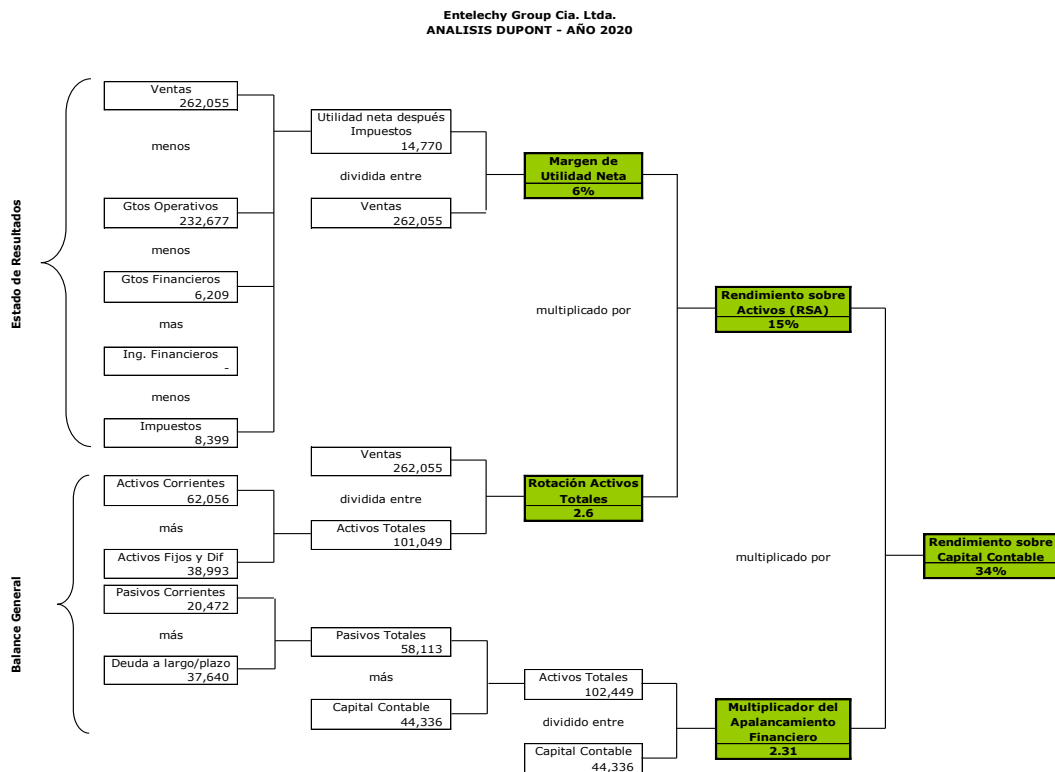 Entelechy Group Cia. Ltda.
ANALISIS DUPONT - AÑO 2020
Estado de Resultados
Ventas
262,055
menos
Gtos Operativos
232,677
menos
Gtos Financieros
6,209
mas
Ing. Financieros
-
menos
Impuestos
8,399
Utilidad neta después
Impuestos
14,770
dividida entre
Ventas
262,055
Margen de
Utilidad Neta
6%
multiplicado por
Rendimiento sobre
Activos (RSA)
15%
Ventas
262,055
dividida entre
Activos Totales
101,049
Rotación Activos
Totales
2.6
Balance General
Activos Corrientes
62,056
más
Activos Fijos y Dif
38,993
Pasivos Corrientes
20,472
más
Deuda a largo/plazo
37,640
Pasivos Totales
58,113
más
Capital Contable
44,336
Activos Totales
102,449
dividido entre
Capital Contable
44,336
Multiplicador del
Apalancamiento
Financiero
2.31
multiplicado por
Rendimiento sobre
Capital Contable
34%